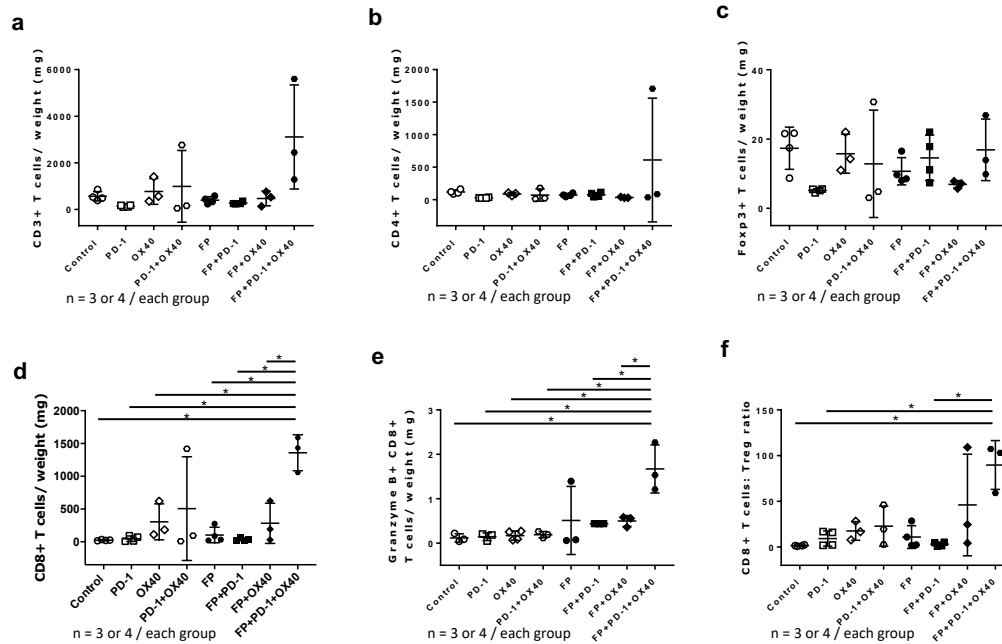 a
CD3+ T cells/ weight (mg)
6000
4000
2000
0
Control
PD-1
OX40
PD-1+OX40
FP
FP+PD-1
FP+OX40
FP+PD-1+OX40
n = 3 or 4 / each group
b
CD4+ T cells/ weight (mg)
2000
1500
1000
500
0
Control
PD-1
OX40
PD-1+OX40
FP
FP+PD-1
FP+OX40
FP+PD-1+OX40
n = 3 or 4 / each group
c
Foxp3+ T cells/ weight (mg)
40
20
0
Control
PD-1
OX40
PD-1+OX40
FP
FP+PD-1
FP+OX40
FP+PD-1+OX40
n = 3 or 4 / each group
d
*
*
*
*
*
*
CD8+ T cells/ weight (mg)
2000
1500
1000
500
0
Control
PD-1
OX40
PD-1+OX40
FP
FP+PD-1
FP+OX40
FP+PD-1+OX40
n = 3 or 4 / each group
e
*
*
*
*
*
*
*
Granzyme B+ CD8+
T cells/ weight (mg)
3
2
1
0
Control
PD-1
OX40
PD-1+OX40
FP
FP+PD-1
FP+OX40
FP+PD-1+OX40
n = 3 or 4 / each group
f
*
*
*
CD8+ T cells: Treg ratio
150
100
50
0
Control
PD-1
OX40
PD-1+OX40
FP
FP+PD-1
FP+OX40
FP+PD-1+OX40
n = 3 or 4 / each group